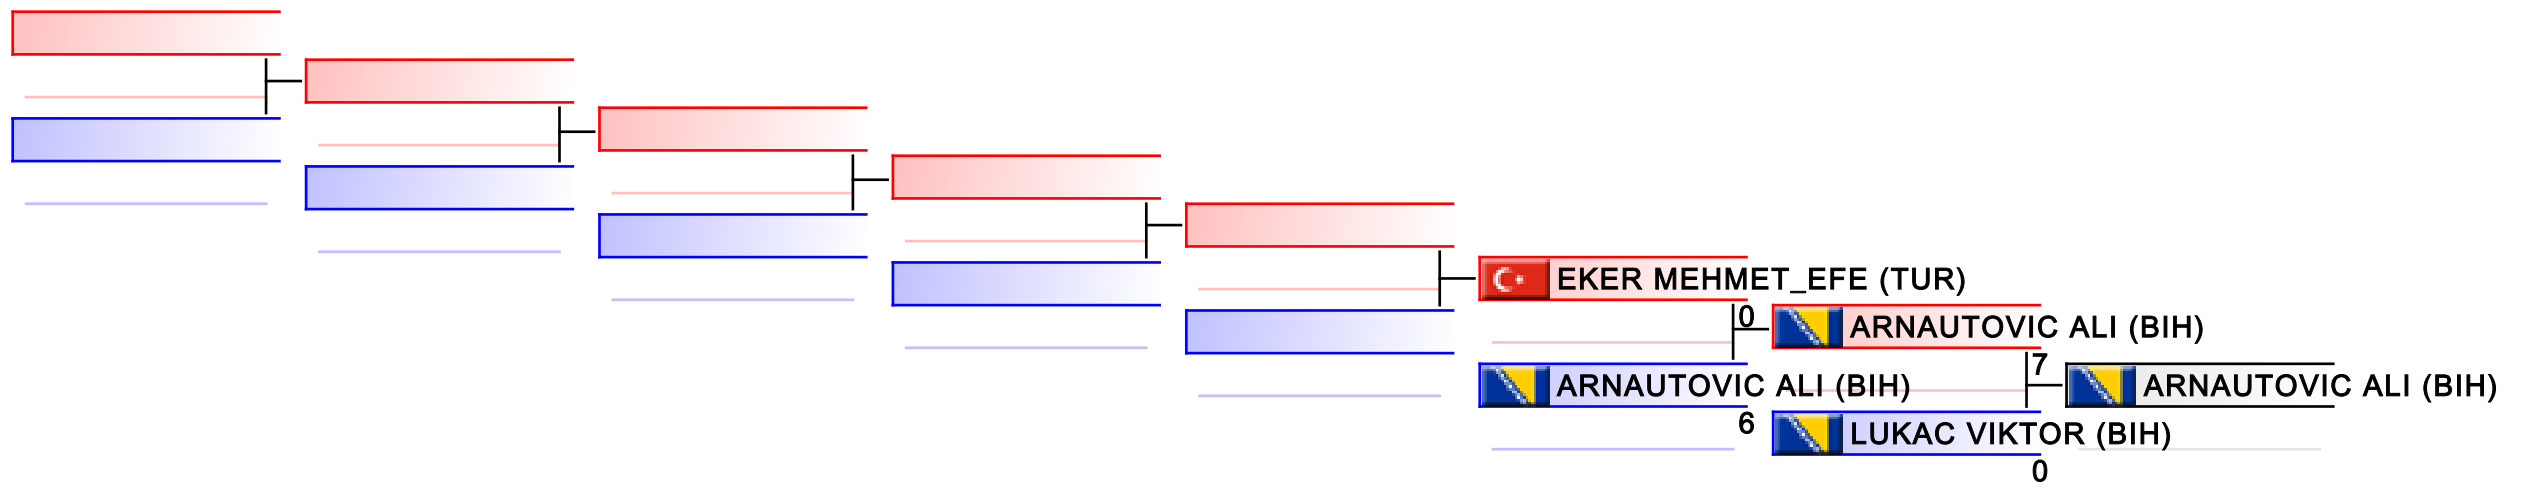 EKER MEHMET_EFE (TUR)
0
ARNAUTOVIC ALI (BIH)
6
ARNAUTOVIC ALI (BIH)
7
LUKAC VIKTOR (BIH)
0
ARNAUTOVIC ALI (BIH)